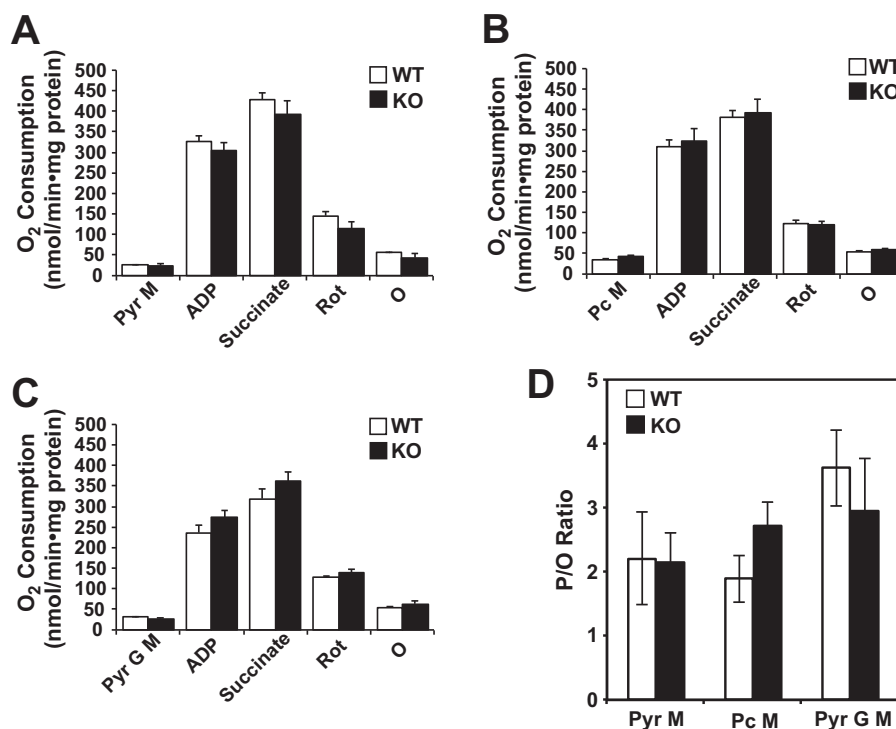 A
O2 Consumption
(nmol/min•mg protein)
500
450
400
350
300
250
200
150
100
50
0
WT
KO
Pyr M
ADP
Succinate
Rot
O
B
O2 Consumption
(nmol/min•mg protein)
500
450
400
350
300
250
200
150
100
50
0
WT
KO
Pc M
ADP
Succinate
Rot
O
C
O2 Consumption
(nmol/min•mg protein)
500
450
400
350
300
250
200
150
100
50
0
WT
KO
Pyr G M
ADP
Succinate
Rot
O
D
P/O Ratio
5
4
3
2
1
0
WT
KO
Pyr M
Pc M
Pyr G M